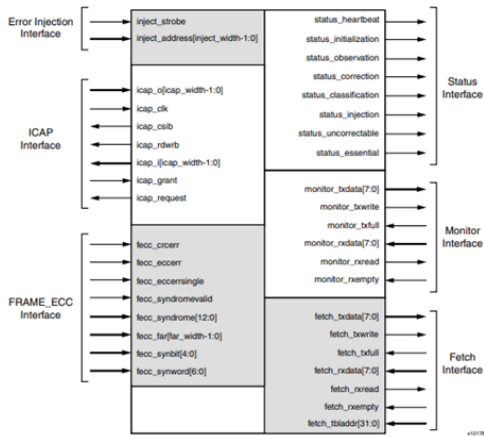 Error Injection
Interface
inject_strobe
inject_address[inject_width-1:0]
ICAP
Interface
icap_o[icap_width-1:0]
icap_clk
icap_csib
icap_rdwrb
icap_i[icap_width-1:0]
icap_grant
icap_request
FRAME_ECC
Interface
fecc_crcerr
fecc_eccerr
fecc_eccerrsingle
fecc_syndromevalid
fecc_syndrome[12:0]
fecc_far[far_width-1:0]
fecc_synbit[4:0]
fecc_synword[6:0]
status_heartbeat
status_initialization
status_observation
status_correction
status_classification
status_injection
status_uncorrectable
status_essential
Status
Interface
monitor_txdata[7:0]
monitor_txwrite
monitor_txfull
monitor_rxdata[7:0]
monitor_rxread
monitor_rxempty
Monitor
Interface
fetch_txdata[7:0]
fetch_txwrite
fetch_txfull
fetch_rxdata[7:0]
fetch_rxread
fetch_rxempty
fetch_tbladdr[31:0]
Fetch
Interface